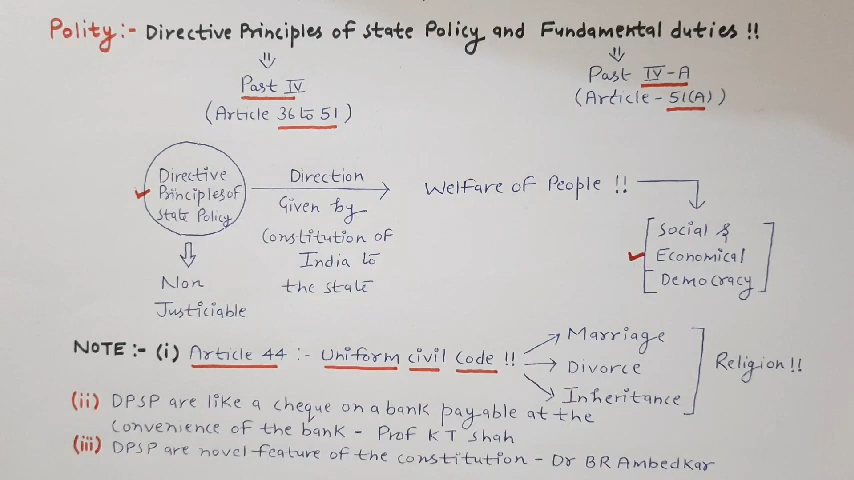 Polity:- Directive Principles of state Policy and Fundamental duties !!
Past IV
(Article 36 to 51)
Past IV-A
(Article - 51(A))
Directive
Principles of
state Policy
Direction
Given by
Constitution of
India to
the state
Welfare of People !!
Social &
Economical
Democracy
Non
Justiciable
NOTE:- (i) Article 44 :- Uniform civil Code !!
Marriage
Divorce
Inheritance
Religion !!
(ii) DPSP are like a cheque on a bank payable at the
convenience of the bank - Prof KT Shah
(iii) DPSP are novel feature of the constitution - Dr BR Ambedkar